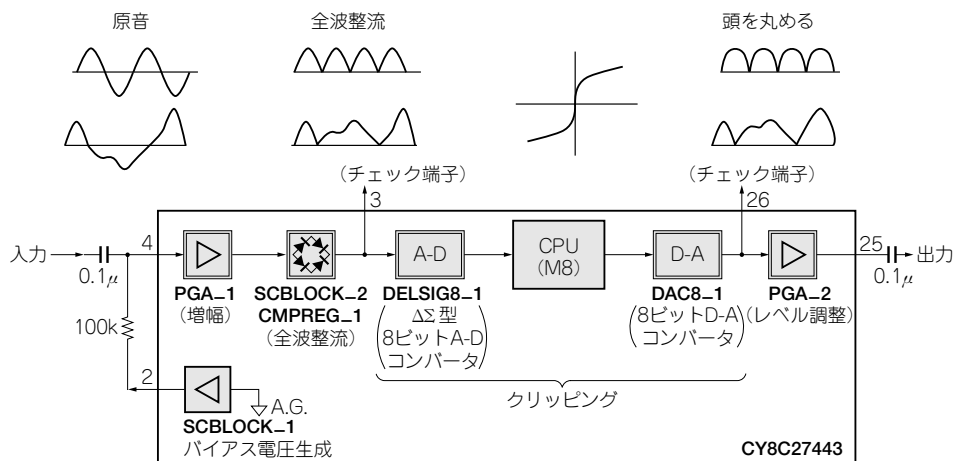 原音
全波整流
頭を丸める
(チェック端子)
(チェック端子)
3
26
入力
0.1μ
4
PGA_1
(増幅)
SCBLOCK_2
CMPREG_1
(全波整流)
A-D
DELSIG8_1
(ΔΣ型
8ビットA-D
コンバータ)
CPU
(M8)
D-A
DAC8_1
(8ビットD-A
コンバータ)
PGA_2
(レベル調整)
25
0.1μ
出力
100k
2
A.G.
SCBLOCK_1
バイアス電圧生成
クリッピング
CY8C27443